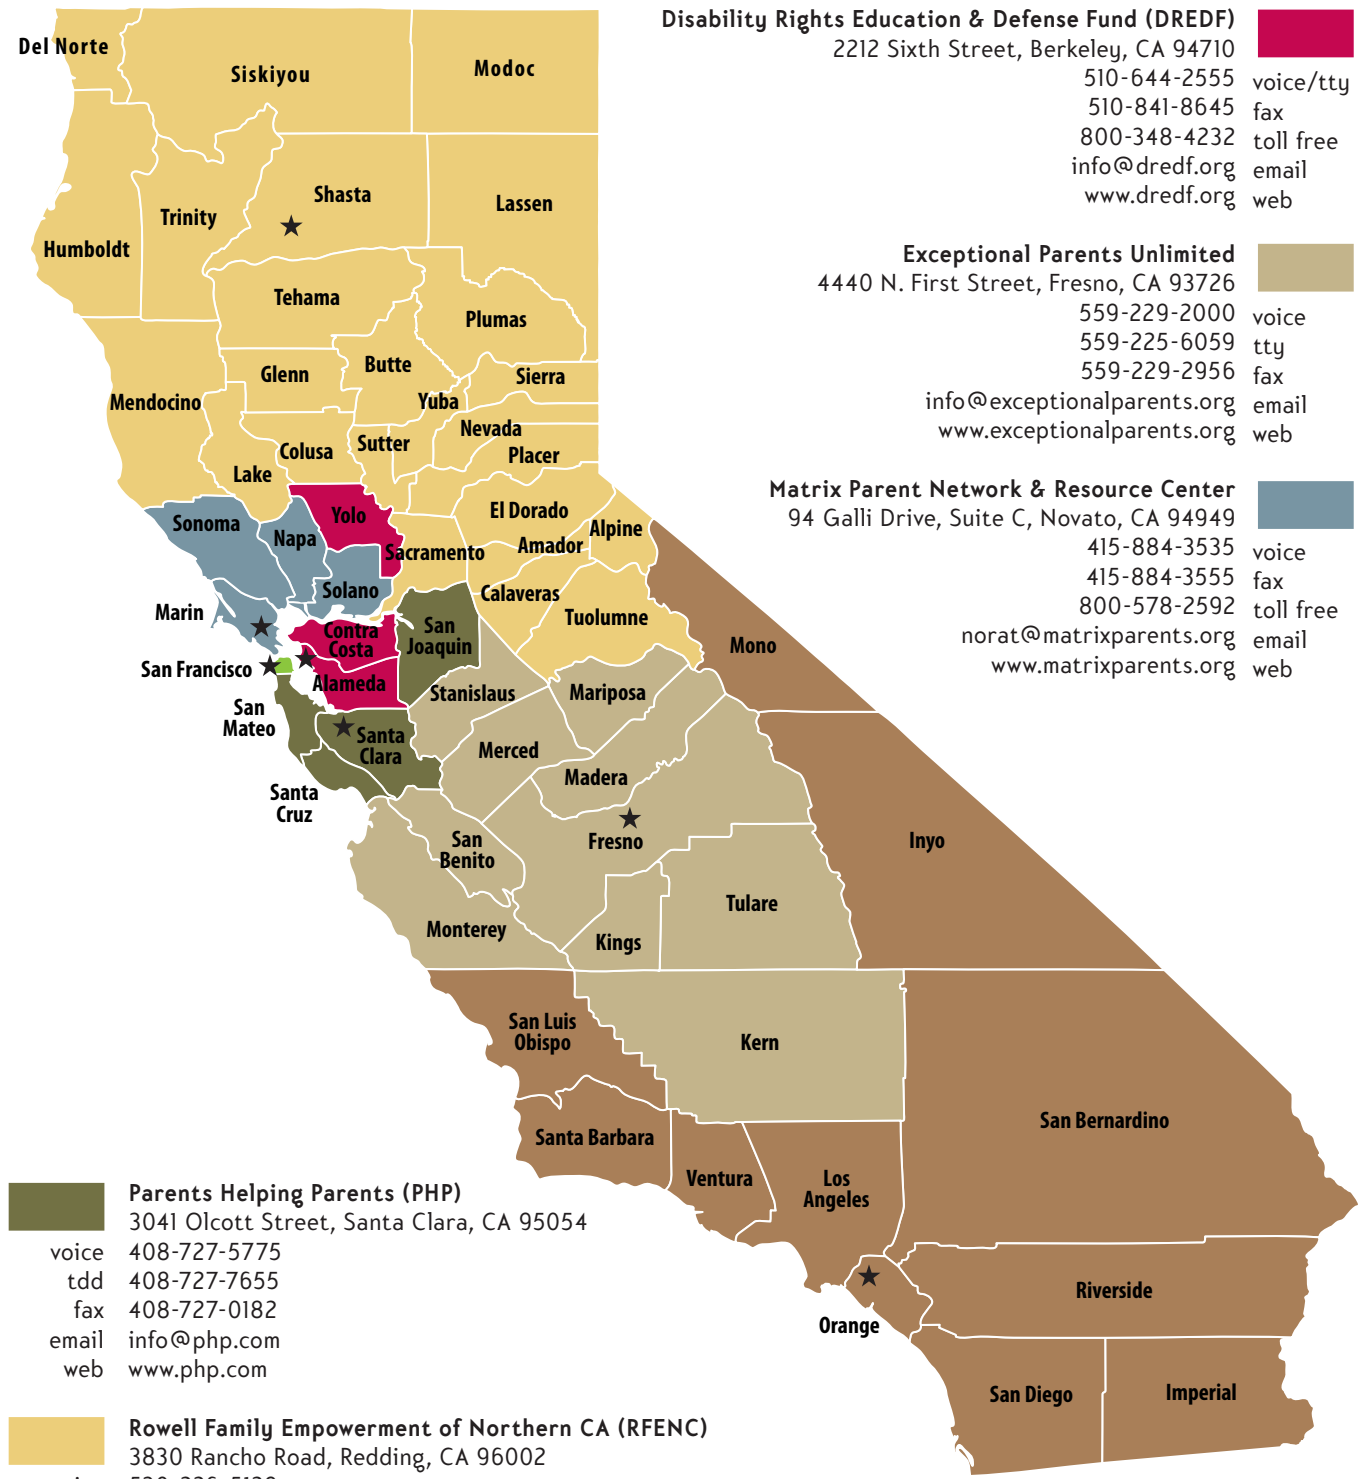 Disability Rights Education & Defense Fund (DREDF)
2212 Sixth Street, Berkeley, CA 94710
510-644-2555 voice/tty
510-841-8645 fax
800-348-4232 toll free
info@dredf.org email
www.dredf.org web
Exceptional Parents Unlimited
4440 N. First Street, Fresno, CA 93726
559-229-2000 voice
559-225-6059 tty
559-229-2956 fax
info@exceptionalparents.org email
www.exceptionalparents.org web
Matrix Parent Network & Resource Center
94 Galli Drive, Suite C, Novato, CA 94949
415-884-3535 voice
415-884-3555 fax
800-578-2592 toll free
norat@matrixparents.org email
www.matrixparents.org web
Del Norte
Siskiyou
Modoc
Shasta
Lassen
Trinity
Humboldt
Tehama
Plumas
Butte
Glenn
Sierra
Mendocino
Yuba
Nevada
Sutter
Colusa
Placer
Lake
El Dorado
Yolo
Sonoma
Napa
Alpine
Amador
Sacramento
Solano
Calaveras
Marin
Tuolumne
Contra
Costa
San
Joaquin
Mono
San Francisco
Alameda
Stanislaus
Mariposa
San
Mateo
Santa
Clara
Merced
Madera
Santa
Cruz
Fresno
Inyo
San
Benito
Tulare
Monterey
Kings
San Luis
Obispo
Kern
San Bernardino
Santa Barbara
Ventura
Los
Angeles
Riverside
Orange
San Diego
Imperial
Parents Helping Parents (PHP)
3041 Olcott Street, Santa Clara, CA 95054
voice 408-727-5775
tdd 408-727-7655
fax 408-727-0182
email info@php.com
web www.php.com
Rowell Family Empowerment of Northern CA (RFENC)
3830 Rancho Road, Redding, CA 96002